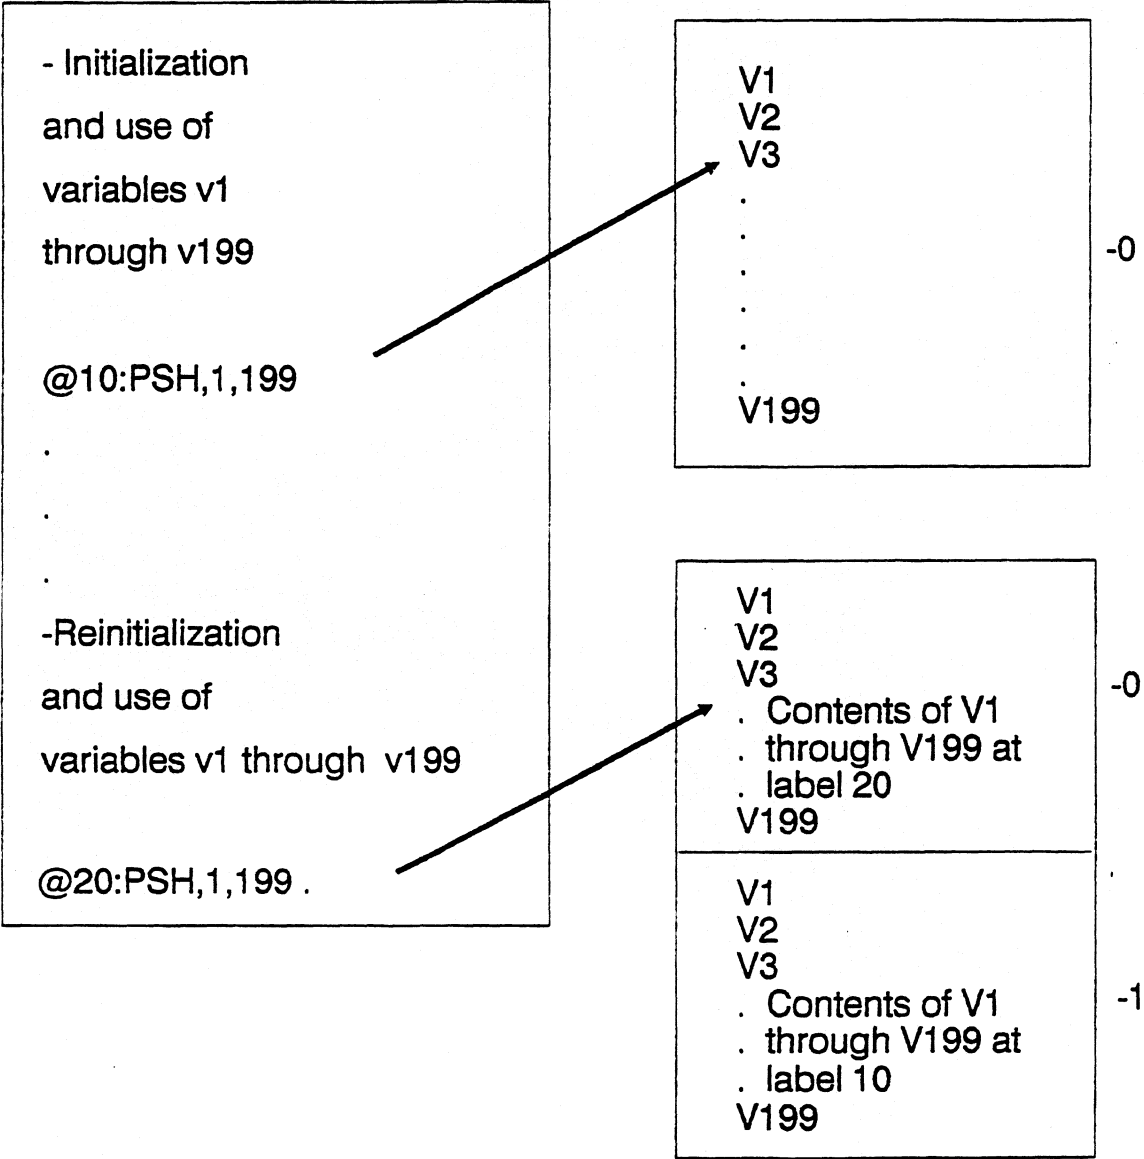 - Initialization
and use of
variables v1
through v199
@10:PSH,1,199
.
.
.
-Reinitialization
and use of
variables v1 through v199
@20:PSH,1,199 .
V1
V2
V3
.
.
.
.
.
.
V199
-0
V1
V2
V3
. Contents of V1
. through V199 at
. label 20
V199
-0
V1
V2
V3
. Contents of V1
. through V199 at
. label 10
V199
-1